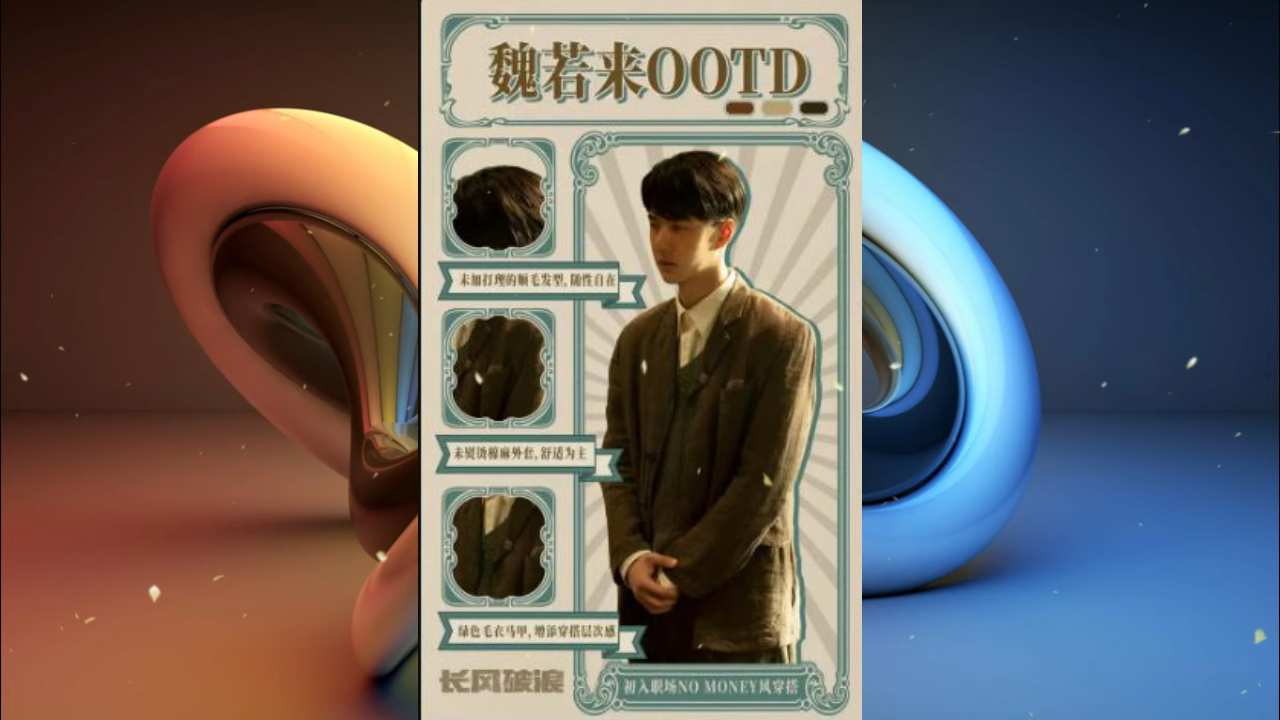 魏若来OOTD
未加打理的顺毛发型,随性自在
未熨烫棉麻外套,舒适为主
绿色毛衣马甲,增添穿搭层次感
长风破浪
初入职场NO MONEY风穿搭